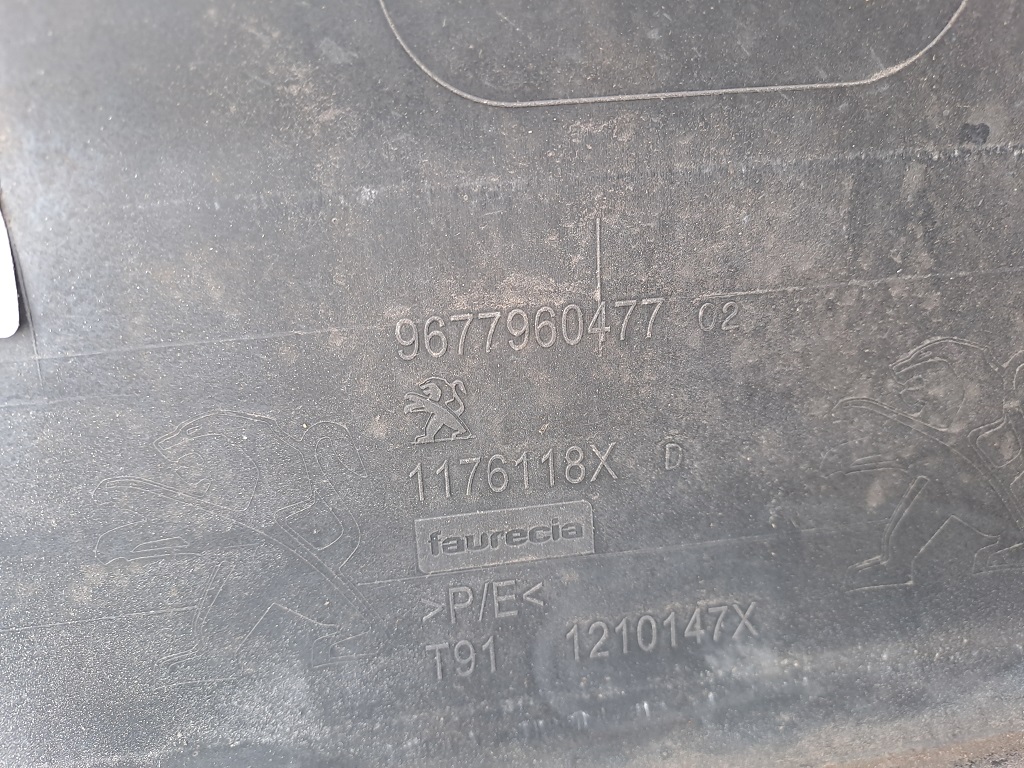 9677960477 02
1176118X D
faurecia
>P/E<
T91 1210147X